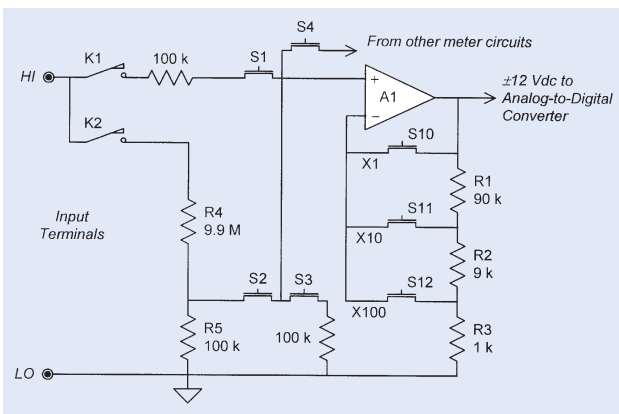 S4
From other meter circuits
K1
100 k
S1
HI
+
A1
−
±12 Vdc to
Analog-to-Digital
Converter
K2
S10
X1
R1
90 k
Input
Terminals
R4
9.9 M
S11
X10
R2
9 k
S2
S3
S12
X100
R5
100 k
100 k
R3
1 k
LO